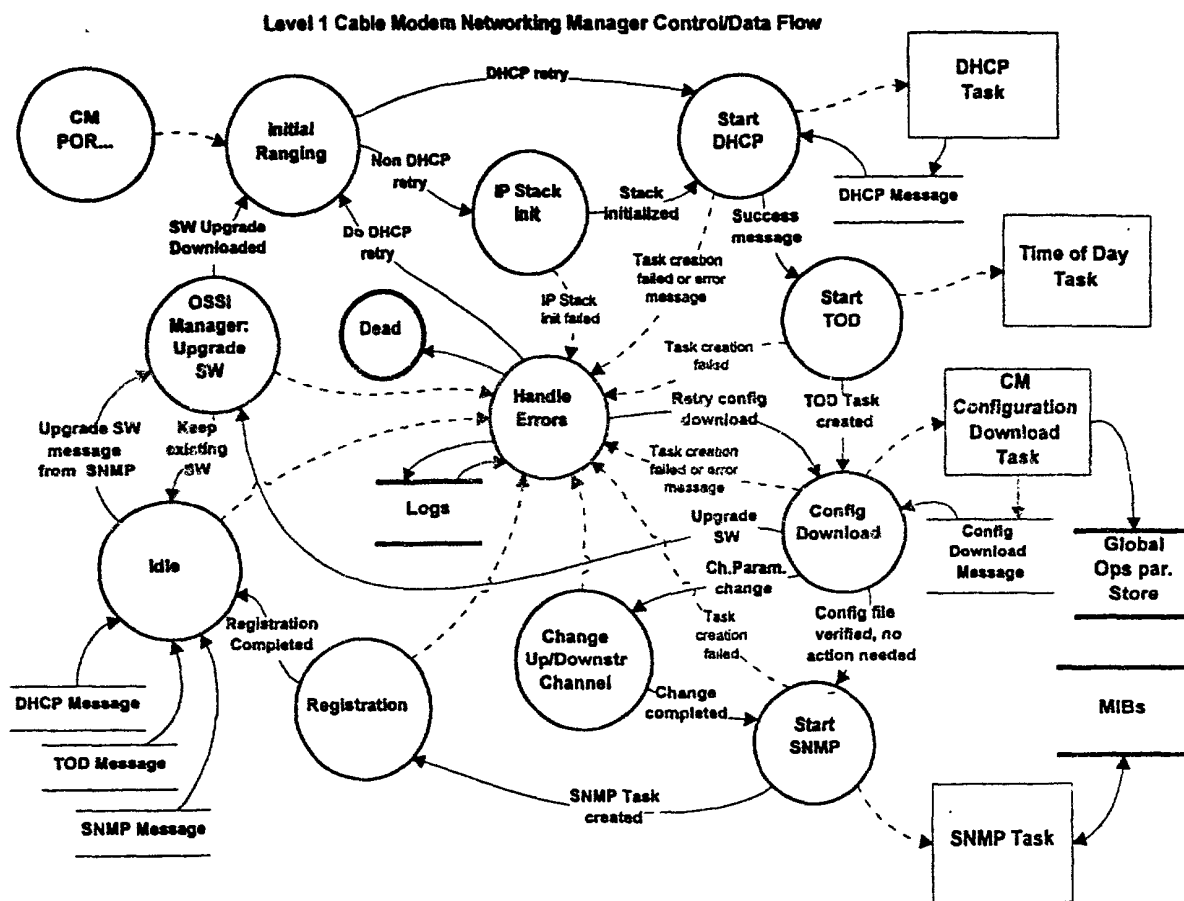 Level 1 Cable Modem Networking Manager Control/Data Flow
CM
POR...
Initial
Ranging
DHCP retry
Start
DHCP
DHCP
Task
Non DHCP
retry
IP Stack
Init
Stack
initialized
DHCP Message
SW Upgrade
Downloaded
Do DHCP
retry
Success
message
Task creation
failed or error
message
Time of Day
Task
OSSI
Manager:
Upgrade
SW
Dead
IP Stack
init failed
Start
TOD
Task creation
failed
Handle
Errors
Retry config
download
TOD Task
created
CM
Configuration
Download
Task
Upgrade SW
message
from SNMP
Keep
existing
SW
Task creation
failed or error
message
Logs
Upgrade
SW
Config
Download
Config
Download
Message
Global
Ops par.
Store
Idle
Ch.Param.
change
Registration
Completed
Task
creation
failed
Config file
verified, no
action needed
Change
Up/Downstr
Channel
Change
completed
DHCP Message
Registration
Start
SNMP
MIBs
TOD Message
SNMP Message
SNMP Task
created
SNMP Task